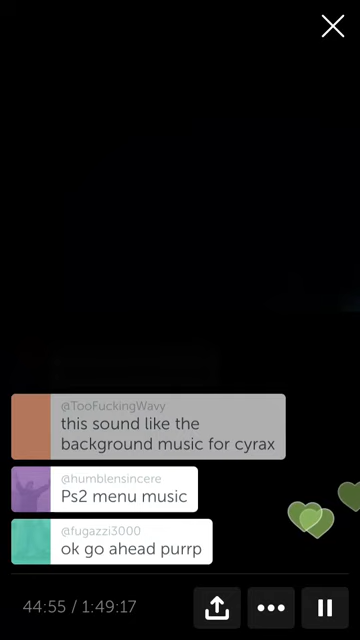 @TooFuckingWavy
this sound like the
background music for cyrax
@humblensincere
Ps2 menu music
@fugazzi3000
ok go ahead purrp
44:55 / 1:49:17